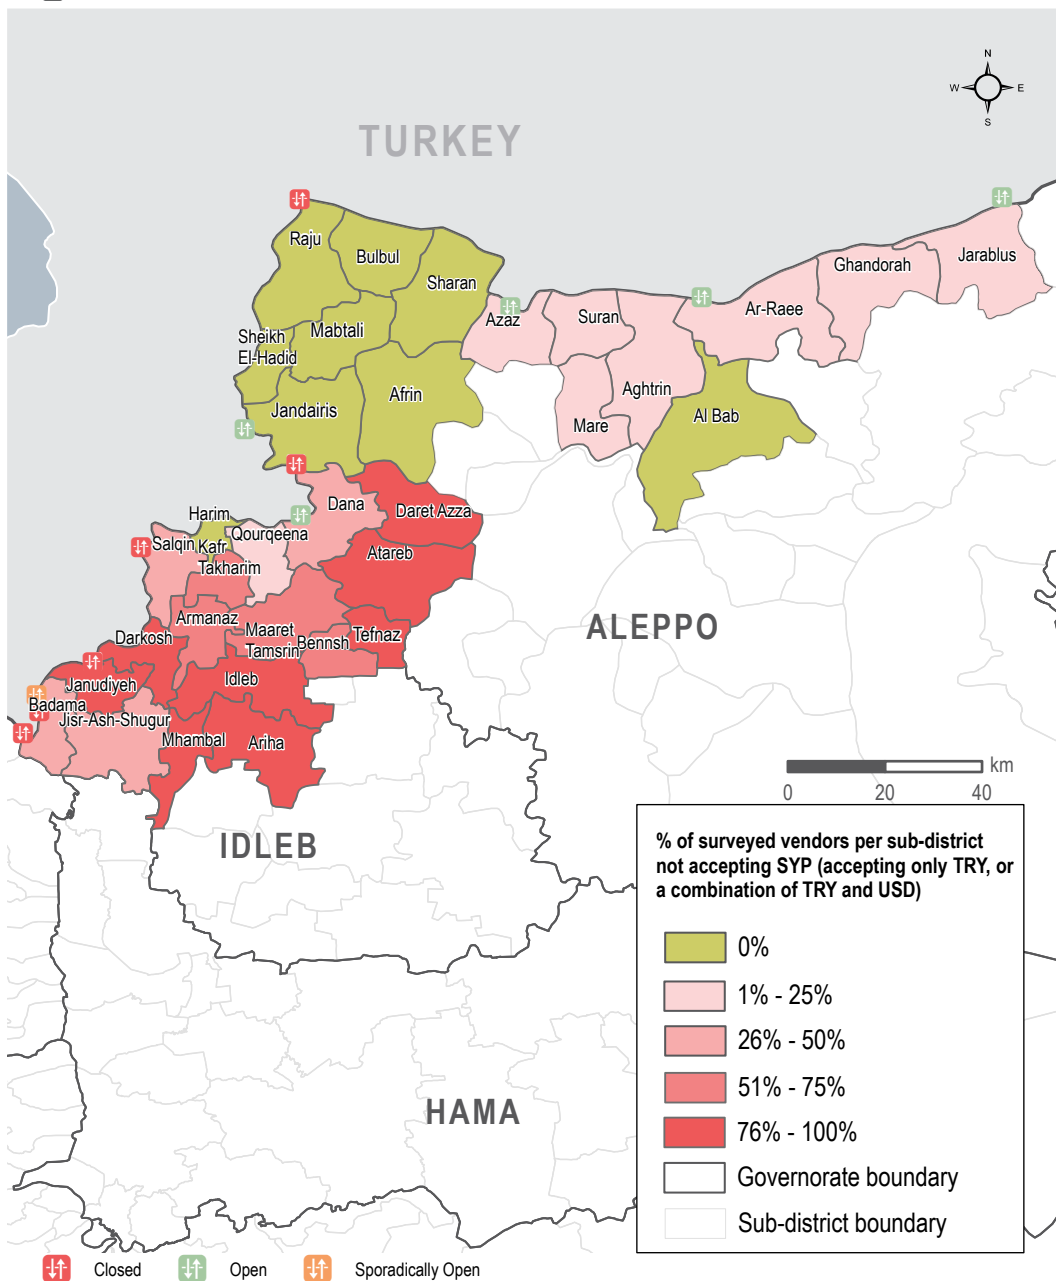 N
W E
S
TURKEY
Raju
Bulbul
Sharan
Jarablus
Ghandorah
Ar-Raee
Azaz
Suran
Mabtali
Sheikh
El-Hadid
Afrin
Aghtrin
Jandairis
Al Bab
Mare
Dana
Daret Azza
Harim
Qourqeena
Salqin
Kafr
Takharim
Atareb
Armanaz
Maaret
Tamsrin
Bennsh
Tefnaz
Darkosh
Janudiyeh
Idleb
Badama
Jisr-Ash-Shugur
Mhambal
Ariha
ALEPPO
IDLEB
HAMA
km
0 20 40
% of surveyed vendors per sub-district
not accepting SYP (accepting only TRY, or
a combination of TRY and USD)
0%
1% - 25%
26% - 50%
51% - 75%
76% - 100%
Governorate boundary
Sub-district boundary
Closed Open Sporadically Open